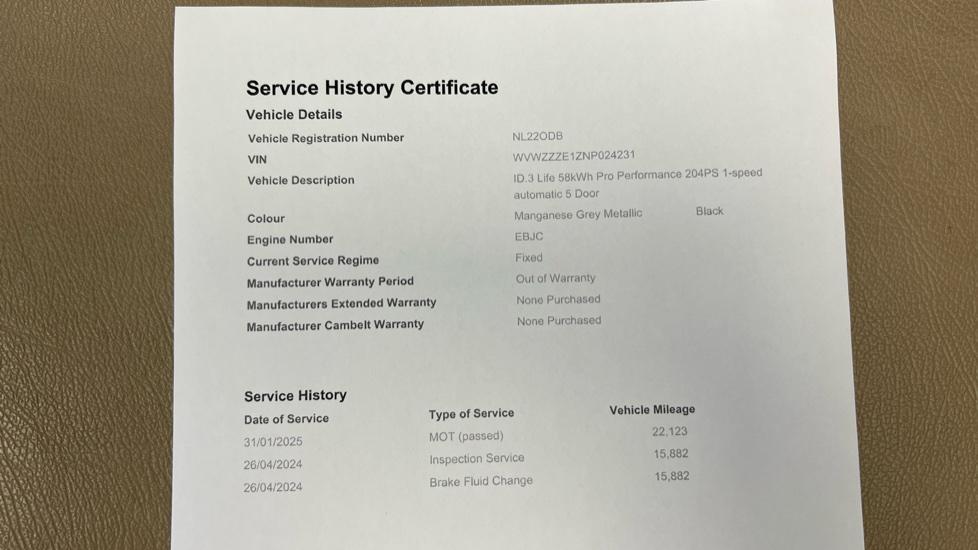 Service History Certificate
Vehicle Details
Vehicle Registration Number NL22ODB
VIN WVWZZZE1ZNP024231
Vehicle Description ID.3 Life 58kWh Pro Performance 204PS 1-speed
automatic 5 Door
Colour Manganese Grey Metallic Black
Engine Number EBJC
Current Service Regime Fixed
Manufacturer Warranty Period Out of Warranty
Manufacturers Extended Warranty None Purchased
Manufacturer Cambelt Warranty None Purchased
Service History
Date of Service Type of Service Vehicle Mileage
31/01/2025 MOT (passed) 22,123
26/04/2024 Inspection Service 15,882
26/04/2024 Brake Fluid Change 15,882